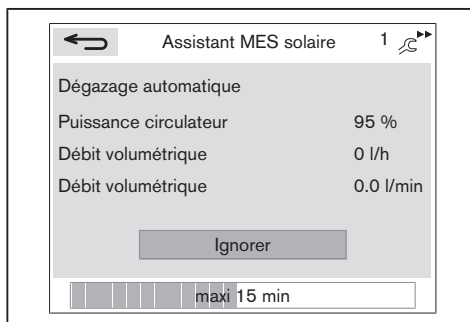 Assistant MES solaire 1
Dégazage automatique
Puissance circulateur 95 %
Débit volumétrique 0 l/h
Débit volumétrique 0.0 l/min
Ignorer
maxi 15 min